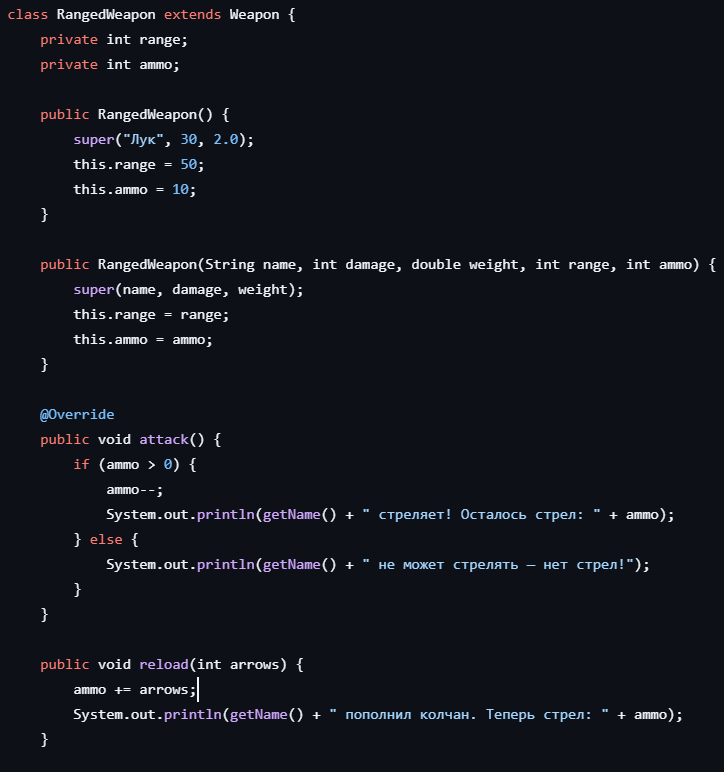 class RangedWeapon extends Weapon {
    private int range;
    private int ammo;

    public RangedWeapon() {
        super("Лук", 30, 2.0);
        this.range = 50;
        this.ammo = 10;
    }

    public RangedWeapon(String name, int damage, double weight, int range, int ammo) {
        super(name, damage, weight);
        this.range = range;
        this.ammo = ammo;
    }

    @Override
    public void attack() {
        if (ammo > 0) {
            ammo--;
            System.out.println(getName() + " стреляет! Осталось стрел: " + ammo);
        } else {
            System.out.println(getName() + " не может стрелять — нет стрел!");
        }
    }

    public void reload(int arrows) {
        ammo += arrows;
        System.out.println(getName() + " пополнил колчан. Теперь стрел: " + ammo);
    }